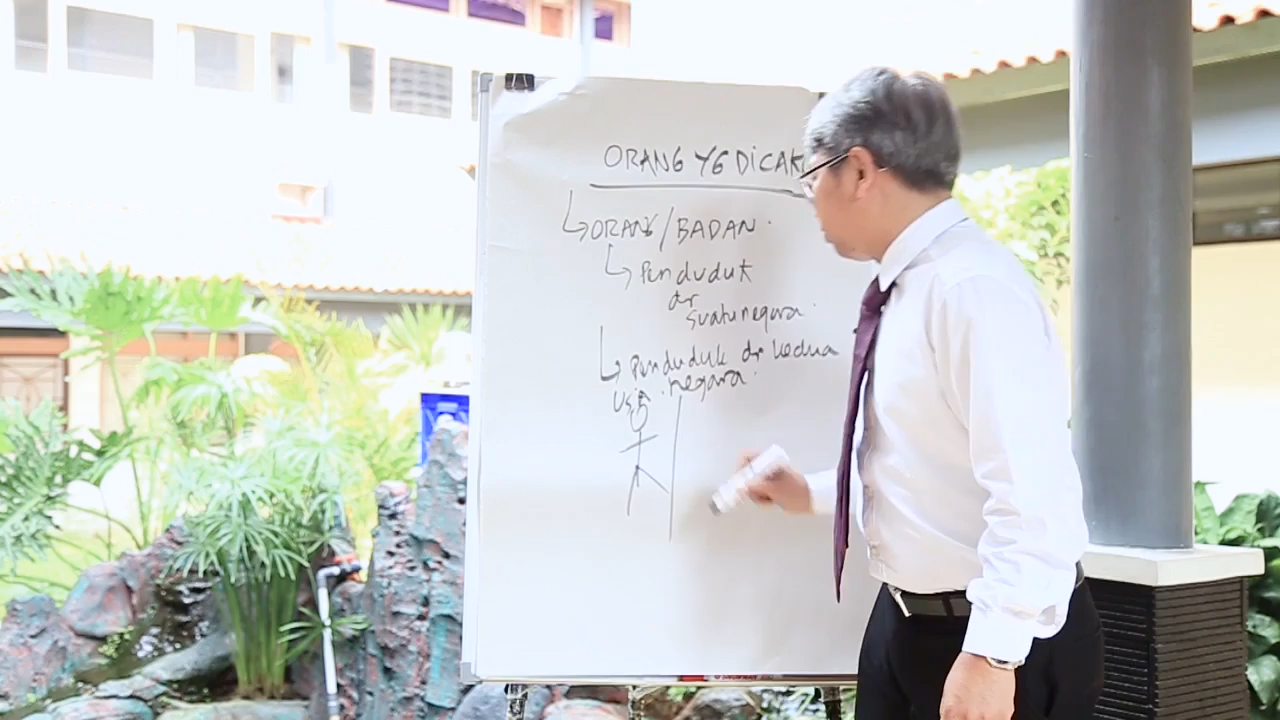 ORANG YG DICAK
ORANG/BADAN.
Penduduk
dr
suatu negara.
Penduduk dr kedua
negara.
USA